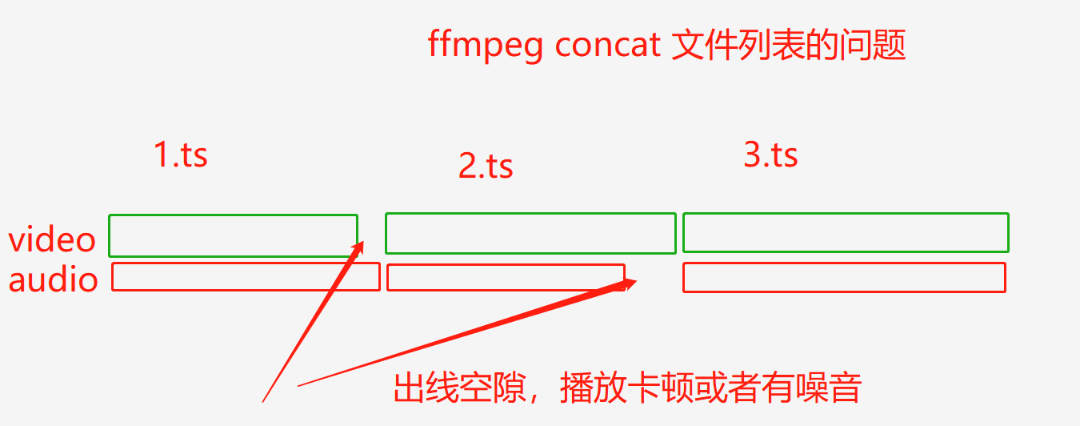 ffmpeg concat 文件列表的问题
1.ts
2.ts
3.ts
video
audio
出线空隙，播放卡顿或者有噪音